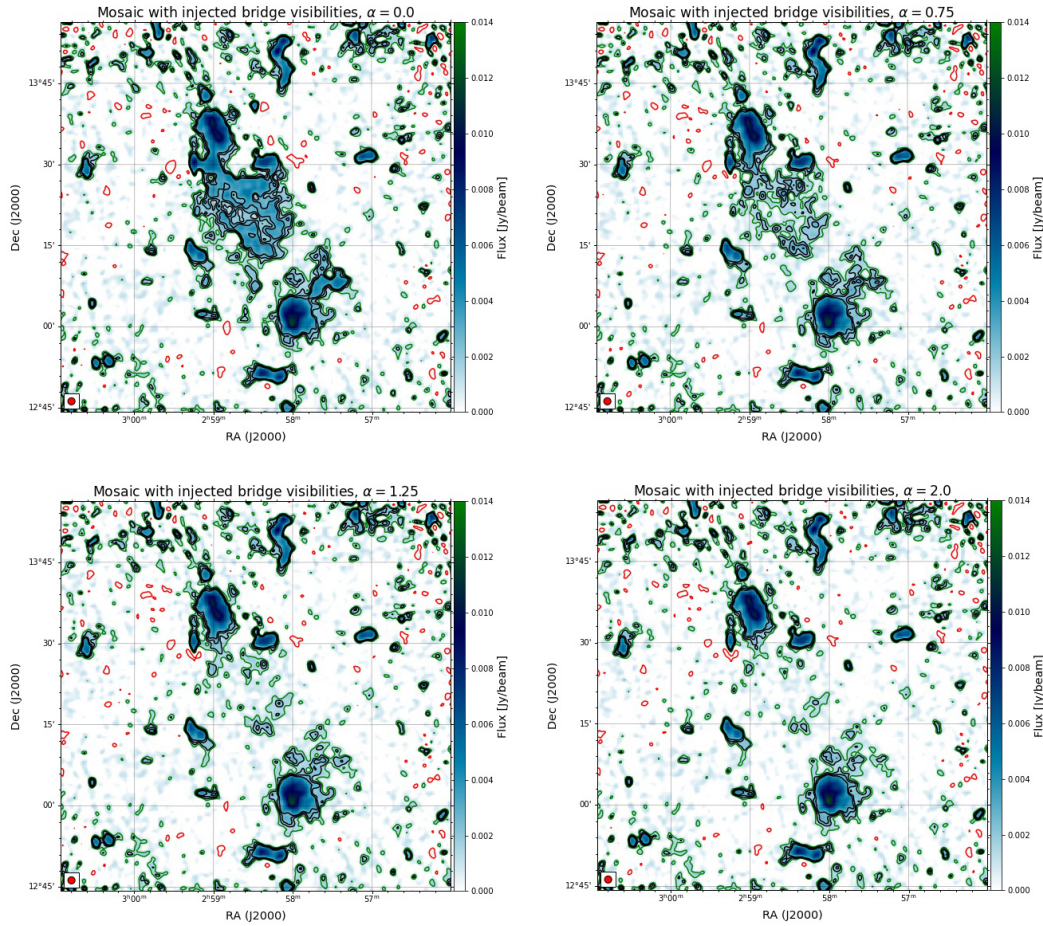 Mosaic with injected bridge visibilities, α = 0.0
0.014
0.012
0.010
0.008
0.006
0.004
0.002
0.000
Flux [Jy/beam]
13°45'
30'
15'
00'
12°45'
Dec (J2000)
3h00m
2h59m
58m
57m
RA (J2000)
Mosaic with injected bridge visibilities, α = 0.75
0.014
0.012
0.010
0.008
0.006
0.004
0.002
0.000
Flux [Jy/beam]
13°45'
30'
15'
00'
12°45'
Dec (J2000)
3h00m
2h59m
58m
57m
RA (J2000)
Mosaic with injected bridge visibilities, α = 1.25
0.014
0.012
0.010
0.008
0.006
0.004
0.002
0.000
Flux [Jy/beam]
13°45'
30'
15'
00'
12°45'
Dec (J2000)
3h00m
2h59m
58m
57m
RA (J2000)
Mosaic with injected bridge visibilities, α = 2.0
0.014
0.012
0.010
0.008
0.006
0.004
0.002
0.000
Flux [Jy/beam]
13°45'
30'
15'
00'
12°45'
Dec (J2000)
3h00m
2h59m
58m
57m
RA (J2000)